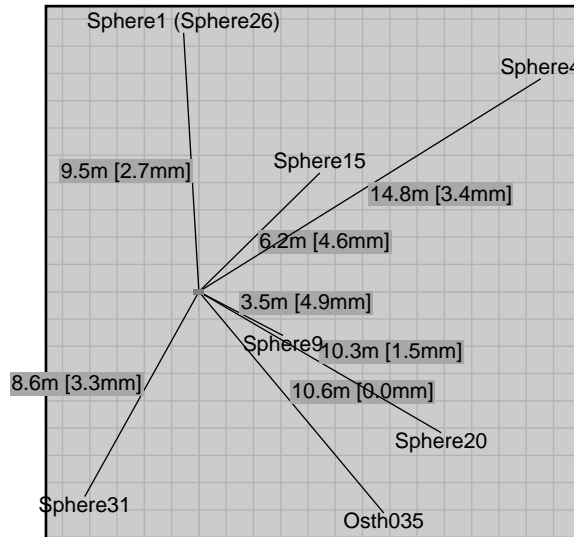 Sphere1 (Sphere26)
Sphere4
Sphere15
9.5m [2.7mm]
14.8m [3.4mm]
6.2m [4.6mm]
3.5m [4.9mm]
Sphere9
10.3m [1.5mm]
8.6m [3.3mm]
10.6m [0.0mm]
Sphere20
Sphere31
Osth035